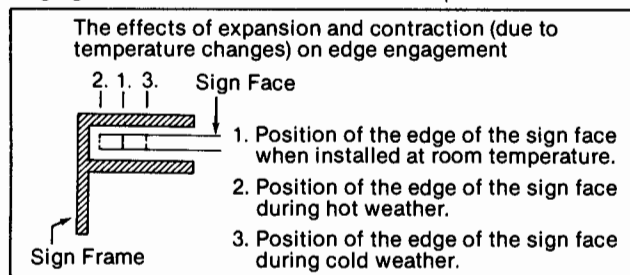 The effects of expansion and contraction (due to
temperature changes) on edge engagement
2. 1. 3. Sign Face
1. Position of the edge of the sign face
when installed at room temperature.
2. Position of the edge of the sign face
during hot weather.
3. Position of the edge of the sign face
during cold weather.
Sign Frame